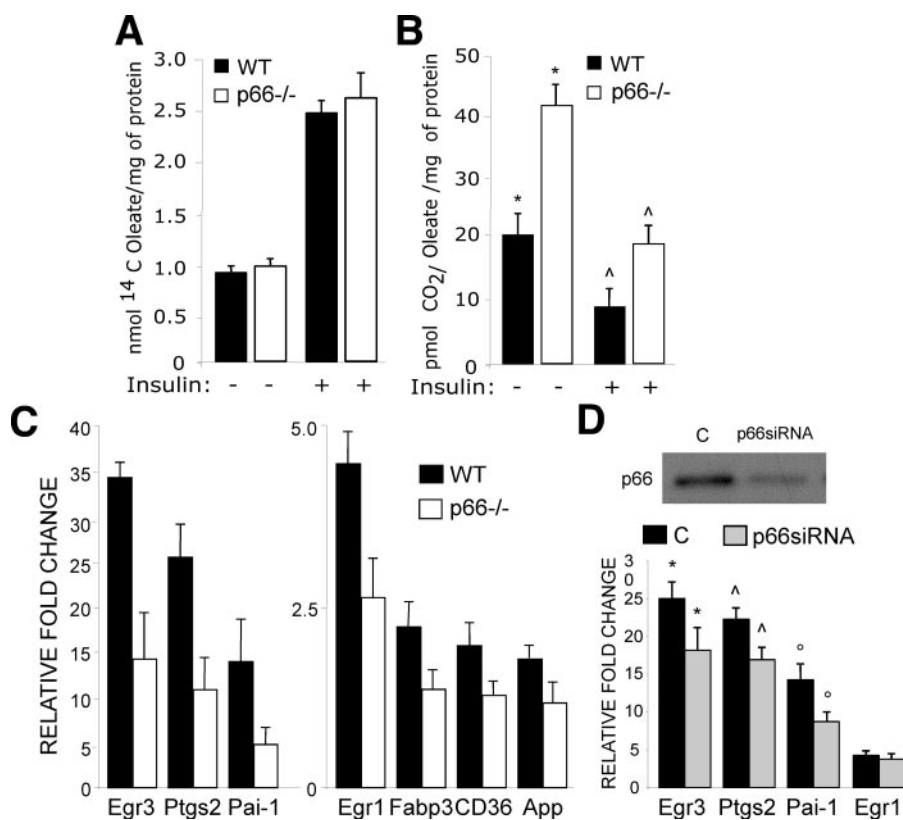 A
nmol 14 C Oleate/mg of protein
3.0
2.5
2.0
1.5
1.0
0
WT
p66-/-
Insulin: - - + +
B
pmol CO2/ Oleate /mg of protein
50
40
30
20
10
0
WT
p66-/-
* * ^ ^
Insulin: - - + +
C
RELATIVE FOLD CHANGE
40
35
30
25
20
15
10
5
0
Egr3 Ptgs2 Pai-1
5.0
2.5
0
WT
p66-/-
Egr1 Fabp3 CD36 App
D
C p66siRNA
p66
C p66siRNA
RELATIVE FOLD CHANGE
3
0
25
20
15
10
5
0
* * ^ ^ ° °
Egr3 Ptgs2 Pai-1 Egr1